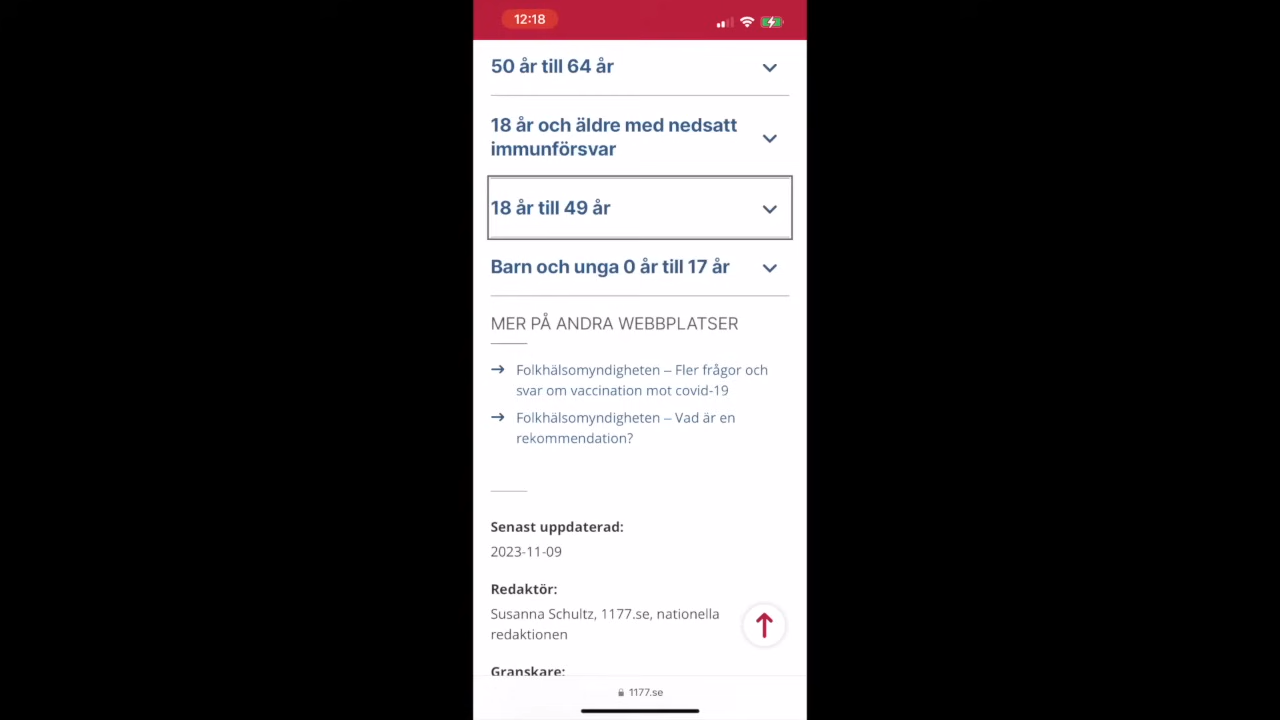 12:18
50 år till 64 år
18 år och äldre med nedsatt
immunförsvar
18 år till 49 år
Barn och unga 0 år till 17 år
MER PÅ ANDRA WEBBPLATSER
Folkhälsomyndigheten – Fler frågor och
svar om vaccination mot covid-19
Folkhälsomyndigheten – Vad är en
rekommendation?
Senast uppdaterad:
2023-11-09
Redaktör:
Susanna Schultz, 1177.se, nationella
redaktionen
Granskare:
1177.se